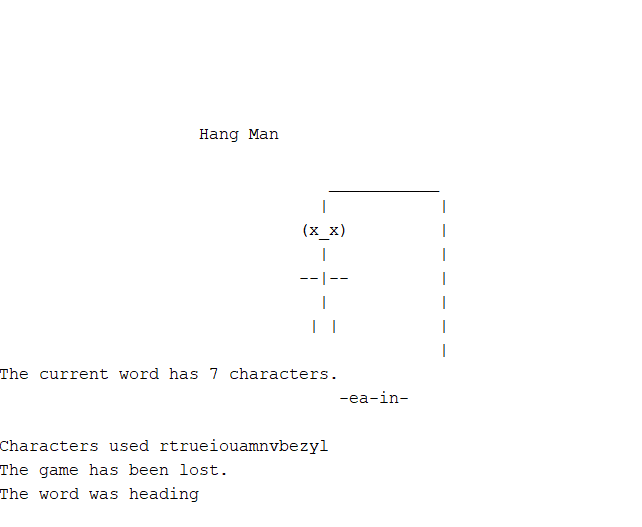 Hang Man
___________
| |
(x_x) |
| |
--|-- |
| |
| | |
|
The current word has 7 characters.
-ea-in-
Characters used rtrueiouamnvbezyl
The game has been lost.
The word was heading